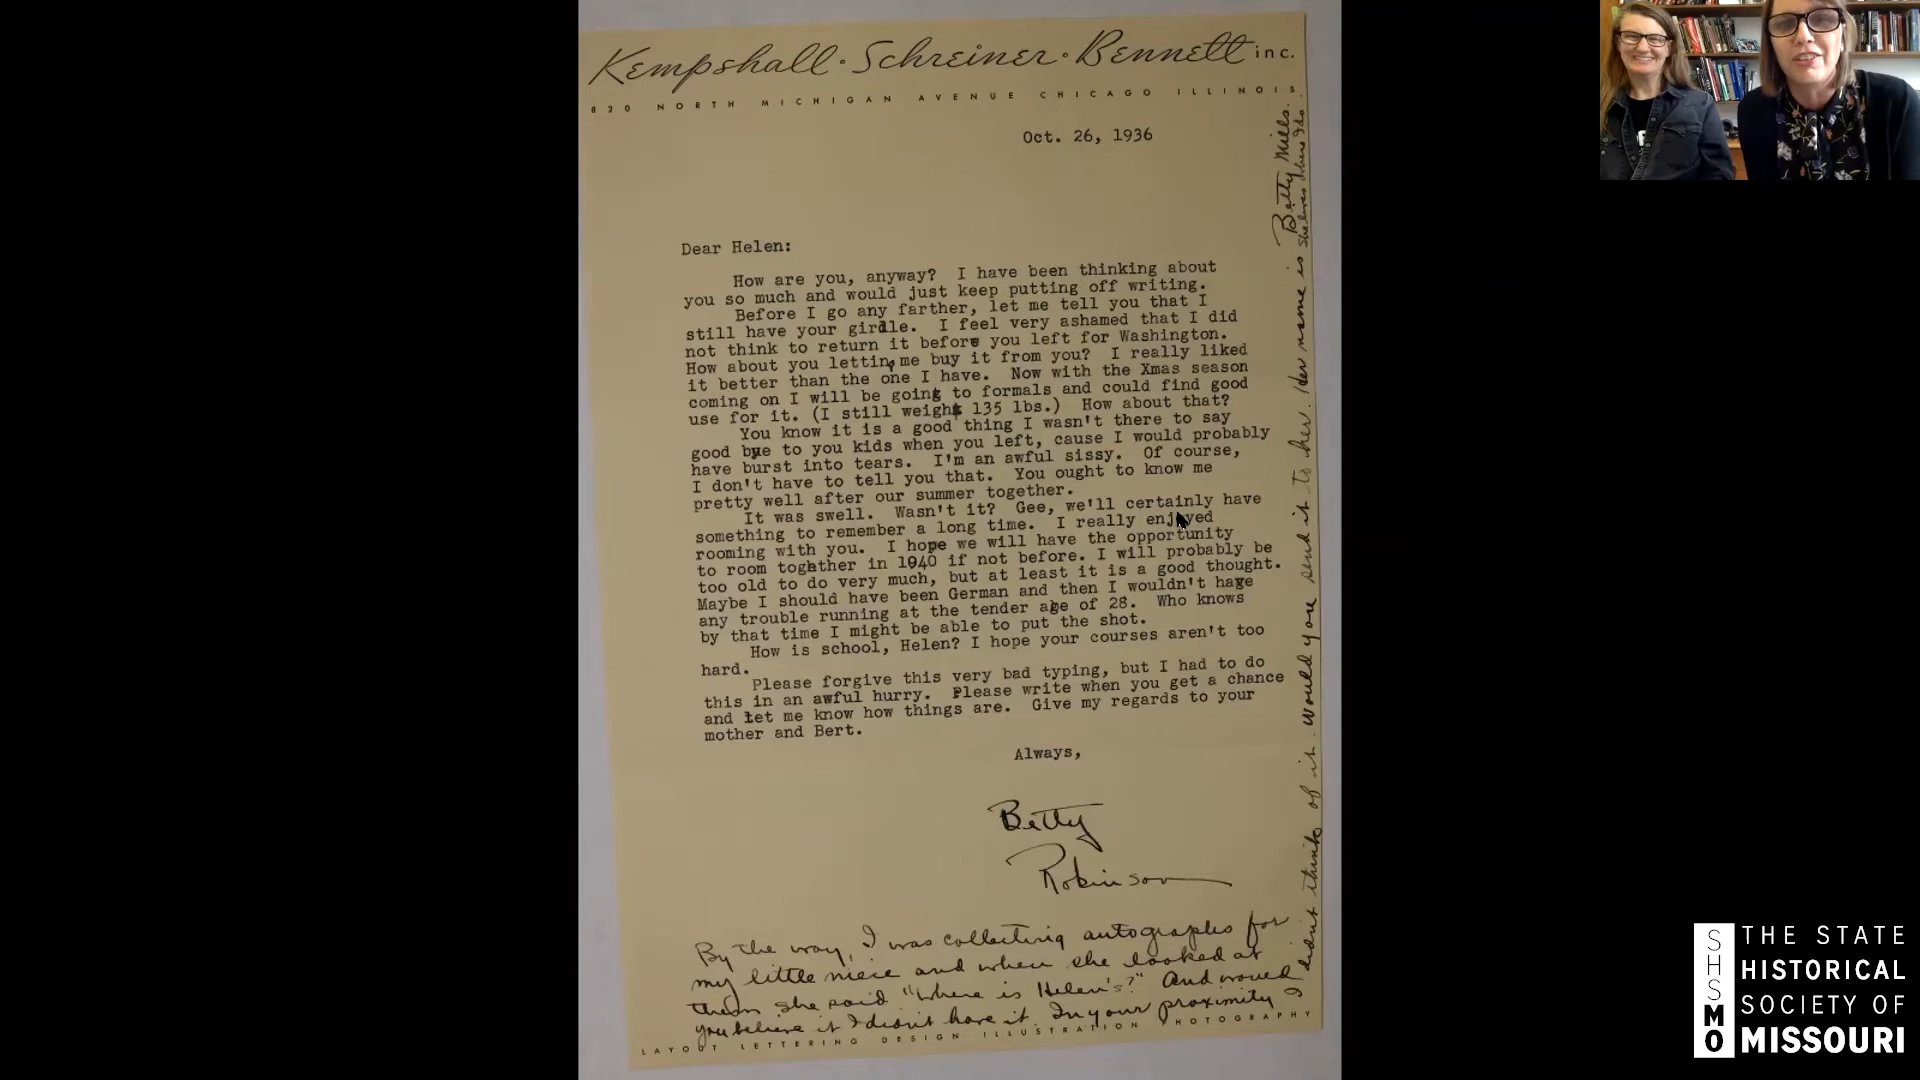 Kempshall · Schreiner · Bennett inc.
820 NORTH MICHIGAN AVENUE CHICAGO ILLINOIS
Oct. 26, 1936
Dear Helen:
How are you, anyway? I have been thinking about
you so much and would just keep putting off writing.
Before I go any farther, let me tell you that I
still have your girdle. I feel very ashamed that I did
not think to return it before you left for Washington.
How about you letting me buy it from you? I really liked
it better than the one I have. Now with the Xmas season
coming on I will be going to formals and could find good
use for it. (I still weigh 135 lbs.) How about that?
You know it is a good thing I wasn't there to say
good bye to you kids when you left, cause I would probably
have burst into tears. I'm an awful sissy. Of course,
I don't have to tell you that. You ought to know me
pretty well after our summer together.
It was swell. Wasn't it? Gee, we'll certainly have
something to remember a long time. I really enjoyed
rooming with you. I hope we will have the opportunity
to room togehther in 1940 if not before. I will probably be
too old to do very much, but at least it is a good thought.
Maybe I should have been German and then I wouldn't have
any trouble running at the tender age of 28. Who knows
by that time I might be able to put the shot.
How is school, Helen? I hope your courses aren't too
hard.
Please forgive this very bad typing, but I had to do
this in an awful hurry. Please write when you get a chance
and let me know how things are. Give my regards to your
mother and Bert.
Always,
Betty
Robinson
By the way, I was collecting autographs for
my little niece and when she looked at
them she said "Where is Helen's?" And would
you believe it I didn't have it. In your proximity I
didn't think of it. Would you send it to her. Her name is Betty Mills
she lives where I do.
LAYOUT LETTERING DESIGN ILLUSTRATION PHOTOGRAPHY
SHSMO
THE STATE
HISTORICAL
SOCIETY OF
MISSOURI